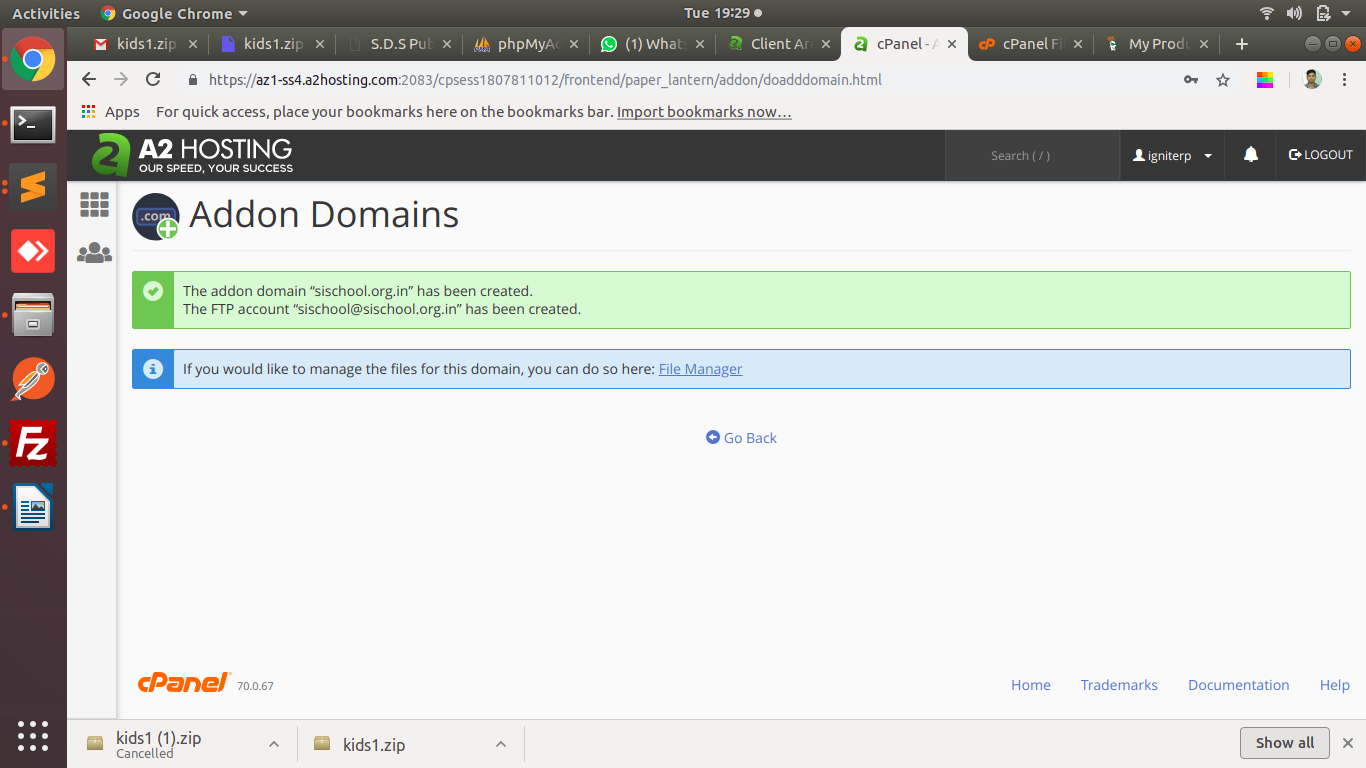 Activities Google Chrome Tue 19:29
kids1.zip kids1.zip S.D.S Pub phpMyAd (1) Whats Client Are cPanel - A cPanel Fi My Produ
https://az1-ss4.a2hosting.com:2083/cpsess1807811012/frontend/paper_lantern/addon/doadddomain.html
Apps For quick access, place your bookmarks here on the bookmarks bar. Import bookmarks now...
A2 HOSTING
OUR SPEED, YOUR SUCCESS
Search ( / ) igniterp LOGOUT
.com Addon Domains
The addon domain “sischool.org.in” has been created.
The FTP account “sischool@sischool.org.in” has been created.
If you would like to manage the files for this domain, you can do so here: File Manager
Go Back
cPanel 70.0.67 Home Trademarks Documentation Help
kids1 (1).zip
Cancelled
kids1.zip
Show all